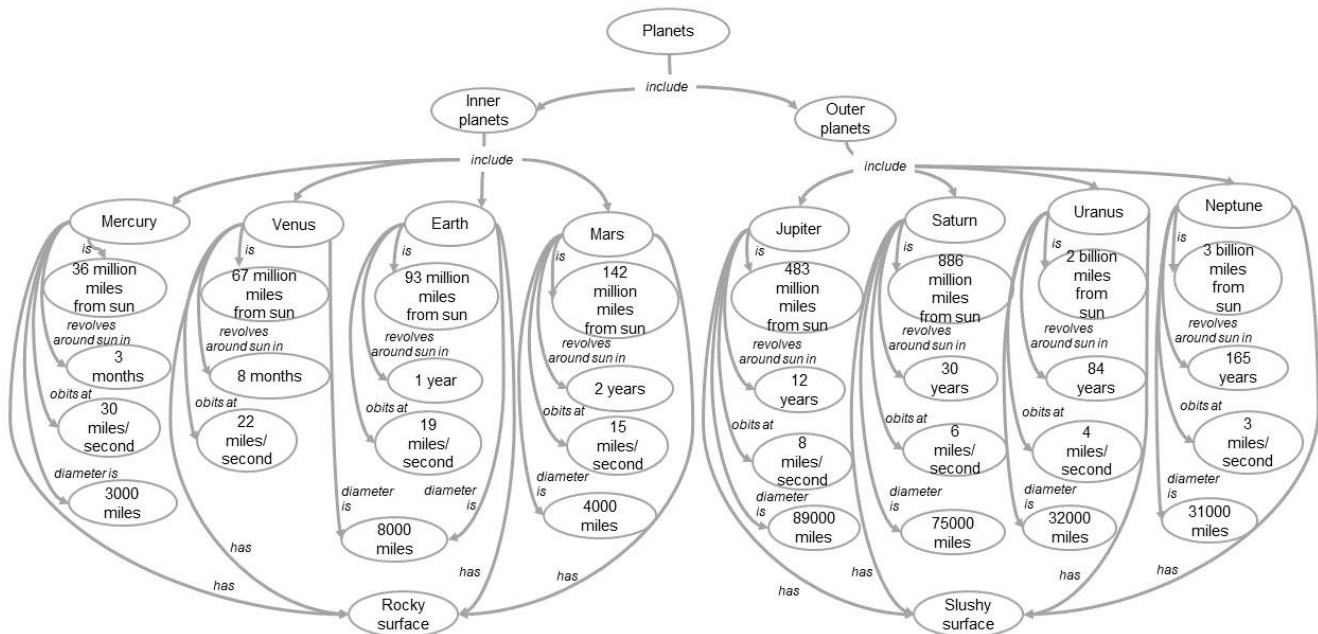 Planets
include
Inner
planets
Outer
planets
include
include
Mercury
Venus
Earth
Mars
Jupiter
Saturn
Uranus
Neptune
is
36 million
miles
from sun
is
67 million
miles
from sun
is
93 million
miles
from sun
is
142
million
miles
from sun
is
483
million
miles
from sun
is
886
million
miles
from sun
is
2 billion
miles
from
sun
is
3 billion
miles
from
sun
revolves
around sun in
3
months
revolves
around sun in
8 months
revolves
around sun in
1 year
revolves
around sun in
2 years
revolves
around sun in
12
years
revolves
around sun in
30
years
revolves
around sun in
84
years
revolves
around sun in
165
years
obits at
30
miles/
second
obits at
22
miles/
second
obits at
19
miles/
second
obits at
15
miles/
second
obits at
8
miles/
second
obits at
6
miles/
second
obits at
4
miles/
second
obits at
3
miles/
second
diameter is
3000
miles
diameter
is
diameter
is
8000
miles
diameter
is
4000
miles
diameter
is
89000
miles
diameter
is
75000
miles
diameter
is
32000
miles
diameter
is
31000
miles
has
has
has
has
Rocky
surface
has
has
has
has
Slushy
surface